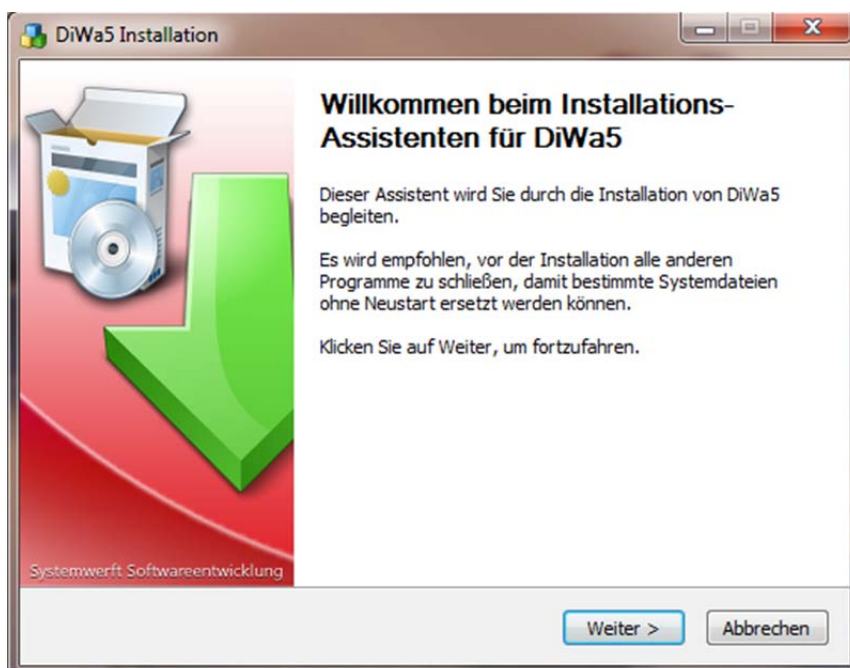 DiWa5 Installation
Willkommen beim Installations-
Assistenten für DiWa5
Dieser Assistent wird Sie durch die Installation von DiWa5
begleiten.
Es wird empfohlen, vor der Installation alle anderen
Programme zu schließen, damit bestimmte Systemdateien
ohne Neustart ersetzt werden können.
Klicken Sie auf Weiter, um fortzufahren.
Systemwerft Softwareentwicklung
Weiter >
Abbrechen